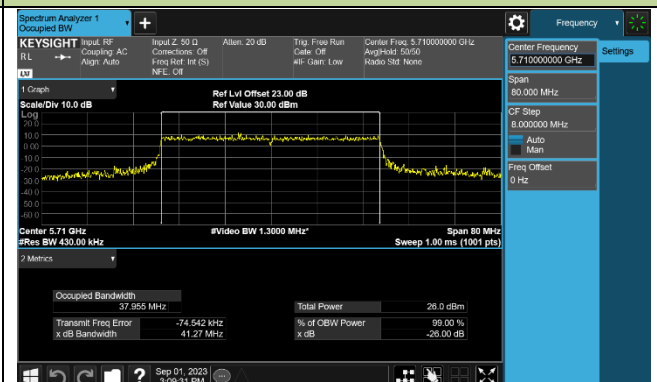 Spectrum Analyzer 1
Occupied BW
+
Frequency
KEYSIGHT
RL
LXI
Input: RF
Coupling: AC
Align: Auto
Input Z: 50 Ω
Corrections: Off
Freq Ref: Int (S)
NFE: Off
Atten: 20 dB
Trig: Free Run
Gate: Off
#IF Gain: Low
Center Freq: 5.710000000 GHz
Avg|Hold: 50/50
Radio Std: None
Center Frequency
5.710000000 GHz
Settings
Span
80.000 MHz
CF Step
8.000000 MHz
Auto
Man
Freq Offset
0 Hz
1 Graph
Scale/Div 10.0 dB
Ref Lvl Offset 23.00 dB
Ref Value 30.00 dBm
Log
20.0
10.0
0.00
-10.0
-20.0
-30.0
-40.0
-50.0
-60.0
Center 5.71 GHz
#Res BW 430.00 kHz
#Video BW 1.3000 MHz*
Span 80 MHz
Sweep 1.00 ms (1001 pts)
2 Metrics
Occupied Bandwidth
37.955 MHz
Transmit Freq Error -74.542 kHz
x dB Bandwidth 41.27 MHz
Total Power 26.0 dBm
% of OBW Power 99.00 %
x dB -26.00 dB
?
Sep 01, 2023
3:09:31 PM